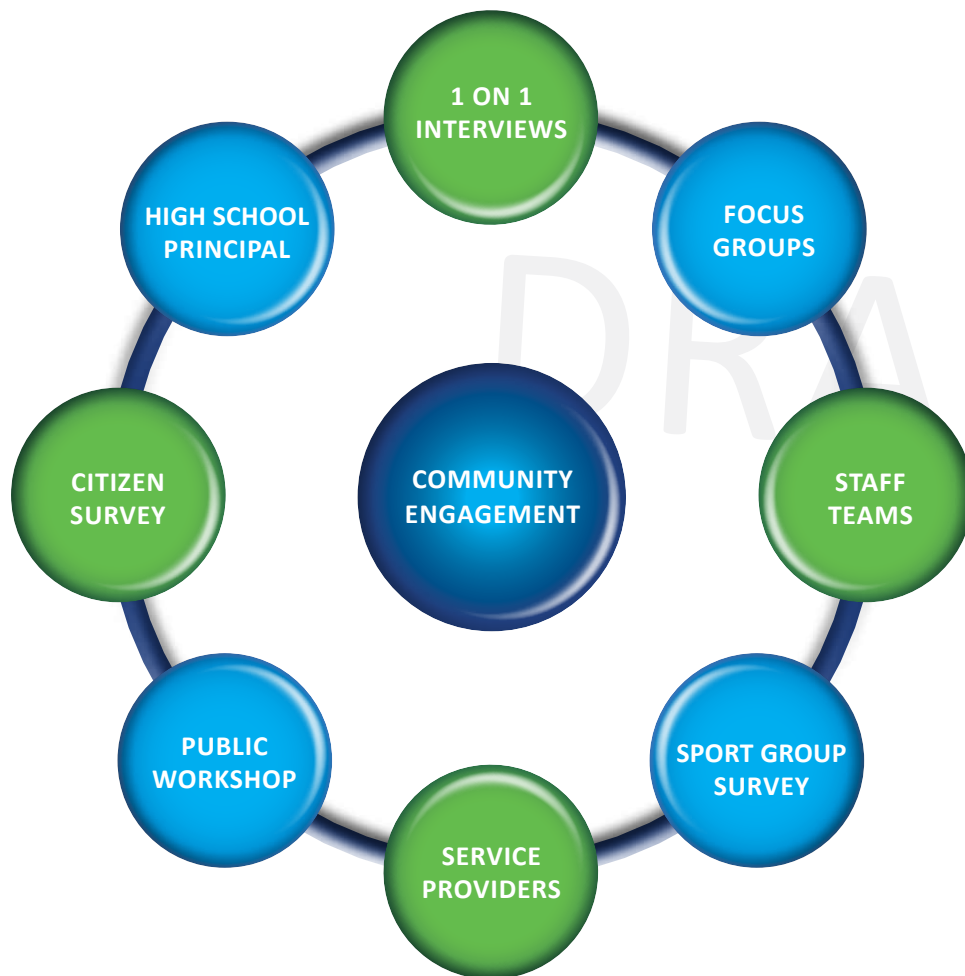 1 ON 1
INTERVIEWS
HIGH SCHOOL
PRINCIPAL
FOCUS
GROUPS
DRA
CITIZEN
SURVEY
COMMUNITY
ENGAGEMENT
STAFF
TEAMS
PUBLIC
WORKSHOP
SPORT GROUP
SURVEY
SERVICE
PROVIDERS